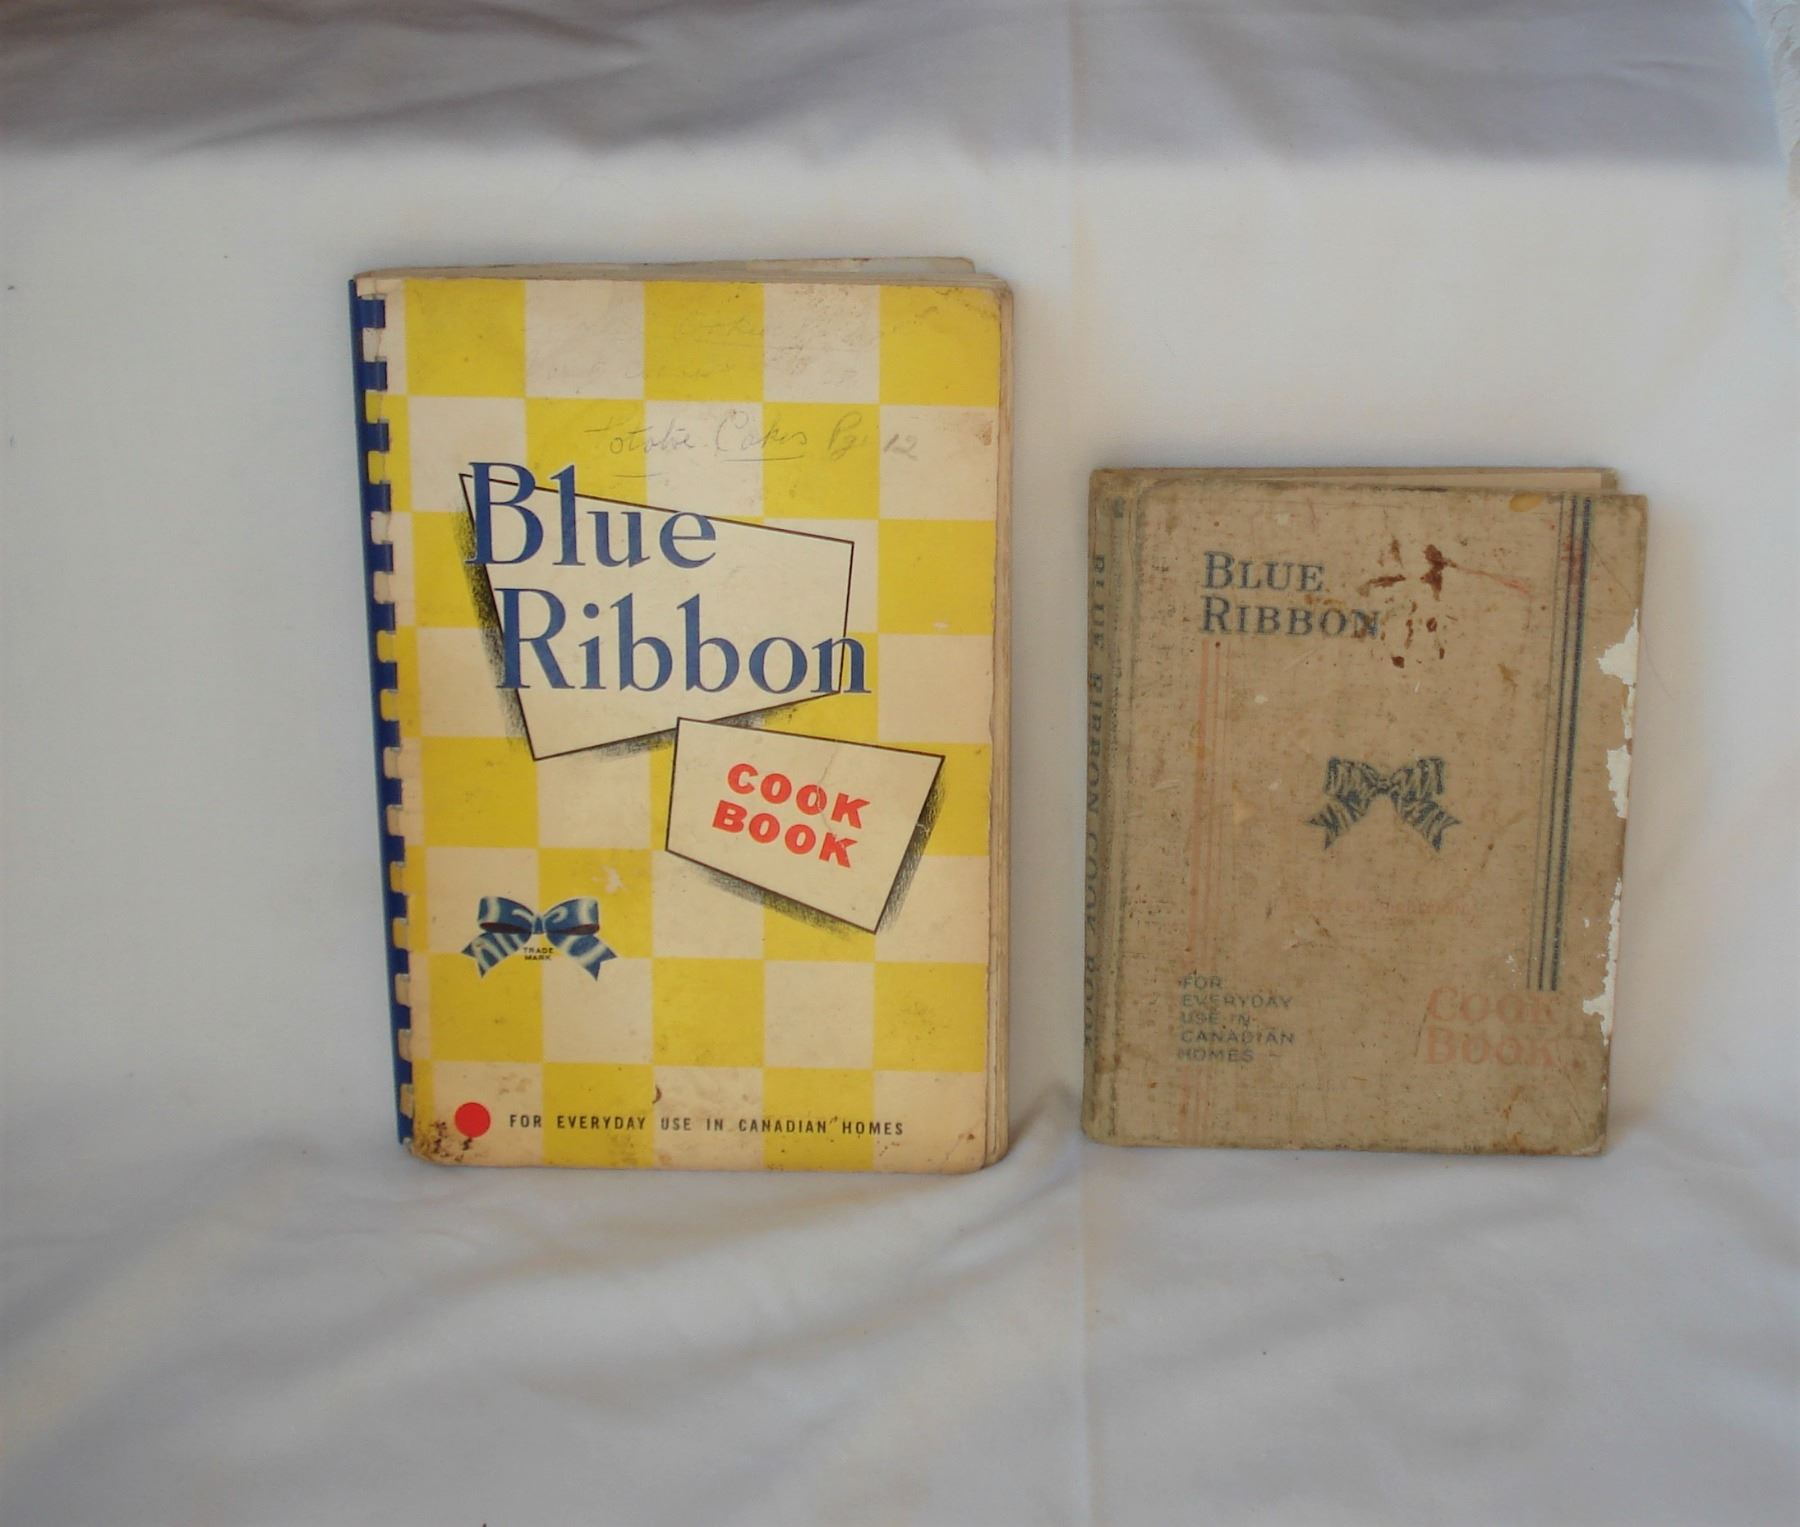 Potatoe Cakes Pg. 12
Blue
Ribbon
COOK
BOOK
TRADE
MARK
FOR EVERYDAY USE IN CANADIAN HOMES
BLUE RIBBON COOK BOOK
BLUE
RIBBON
FOR
EVERYDAY
USE IN
CANADIAN
HOMES
COOK
BOOK